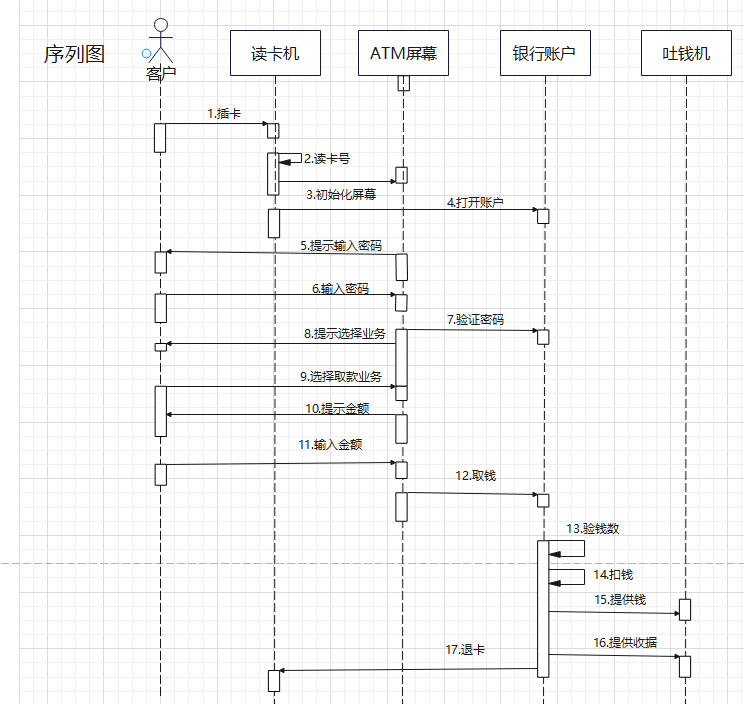 序列图
客户
读卡机
ATM屏幕
银行账户
吐钱机
1.插卡
2.读卡号
3.初始化屏幕
4.打开账户
5.提示输入密码
6.输入密码
7.验证密码
8.提示选择业务
9.选择取款业务
10.提示金额
11.输入金额
12.取钱
13.验钱数
14.扣钱
15.提供钱
16.提供收据
17.退卡